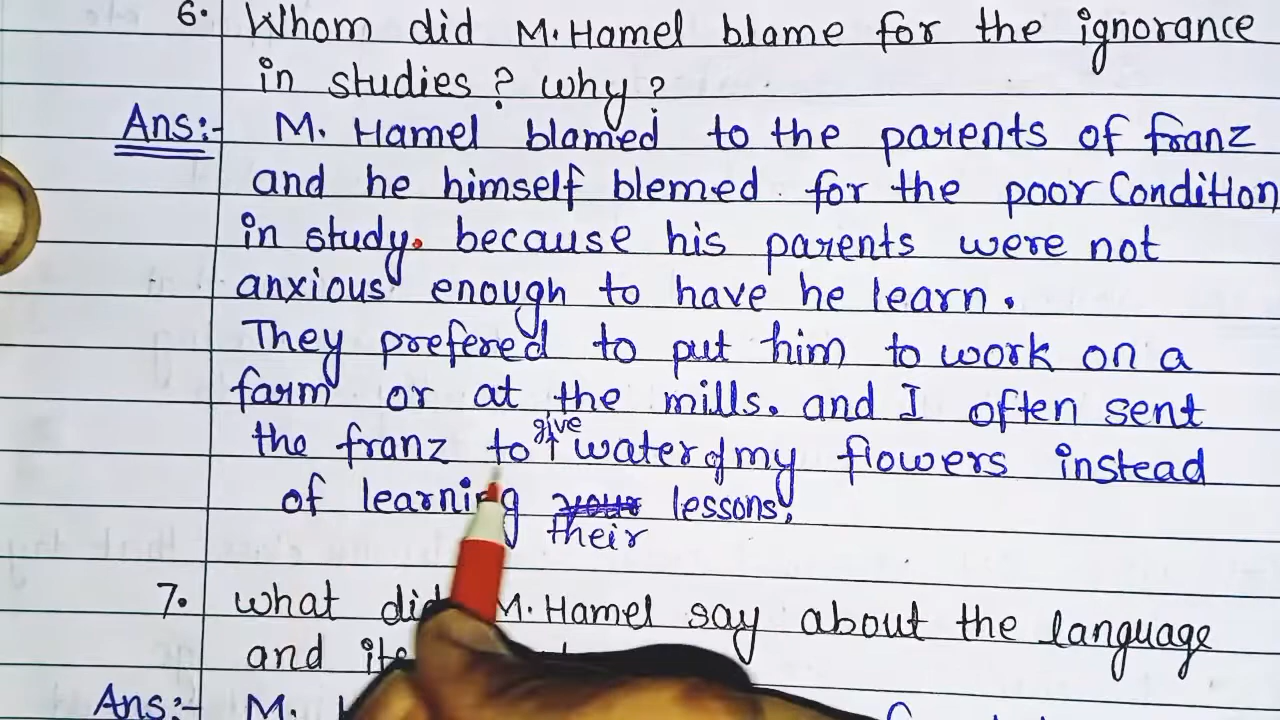 6. Whom did M. Hamel blame for the ignorance
in studies? why?
Ans:- M. Hamel blamed to the parents of franz
and he himself blemed for the poor Condition
in study. because his parents were not
anxious enough to have he learn.
They prefered to put him to work on a
farm or at the mills. and I often sent
the franz to give water of my flowers instead
of learning your lessons.
their
7. what did M. Hamel say about the language
and
Ans:- M.